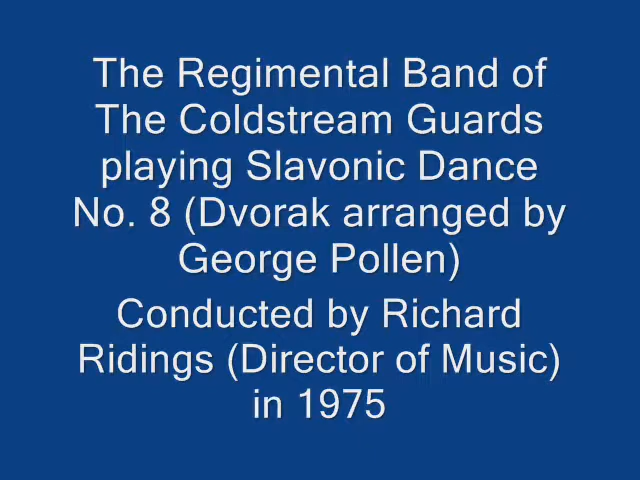 The Regimental Band of
The Coldstream Guards
playing Slavonic Dance
No. 8 (Dvorak arranged by
George Pollen)
Conducted by Richard
Ridings (Director of Music)
in 1975